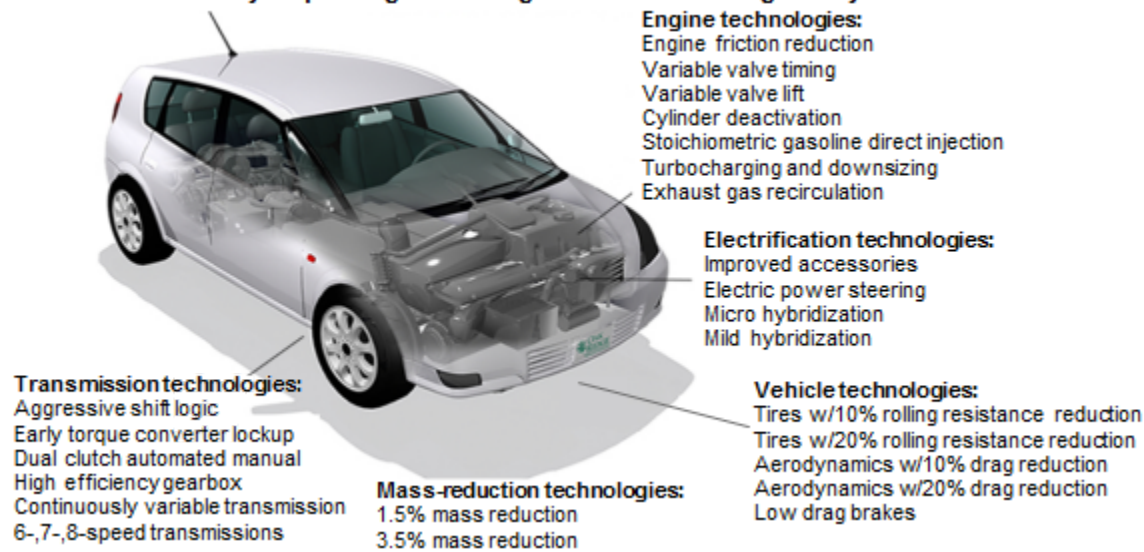 Engine technologies:
Engine friction reduction
Variable valve timing
Variable valve lift
Cylinder deactivation
Stoichiometric gasoline direct injection
Turbocharging and downsizing
Exhaust gas recirculation
Electrification technologies:
Improved accessories
Electric power steering
Micro hybridization
Mild hybridization
Transmission technologies:
Aggressive shift logic
Early torque converter lockup
Dual clutch automated manual
High efficiency gearbox
Continuously variable transmission
6-,7-,8-speed transmissions
Mass-reduction technologies:
1.5% mass reduction
3.5% mass reduction
Vehicle technologies:
Tires w/10% rolling resistance reduction
Tires w/20% rolling resistance reduction
Aerodynamics w/10% drag reduction
Aerodynamics w/20% drag reduction
Low drag brakes